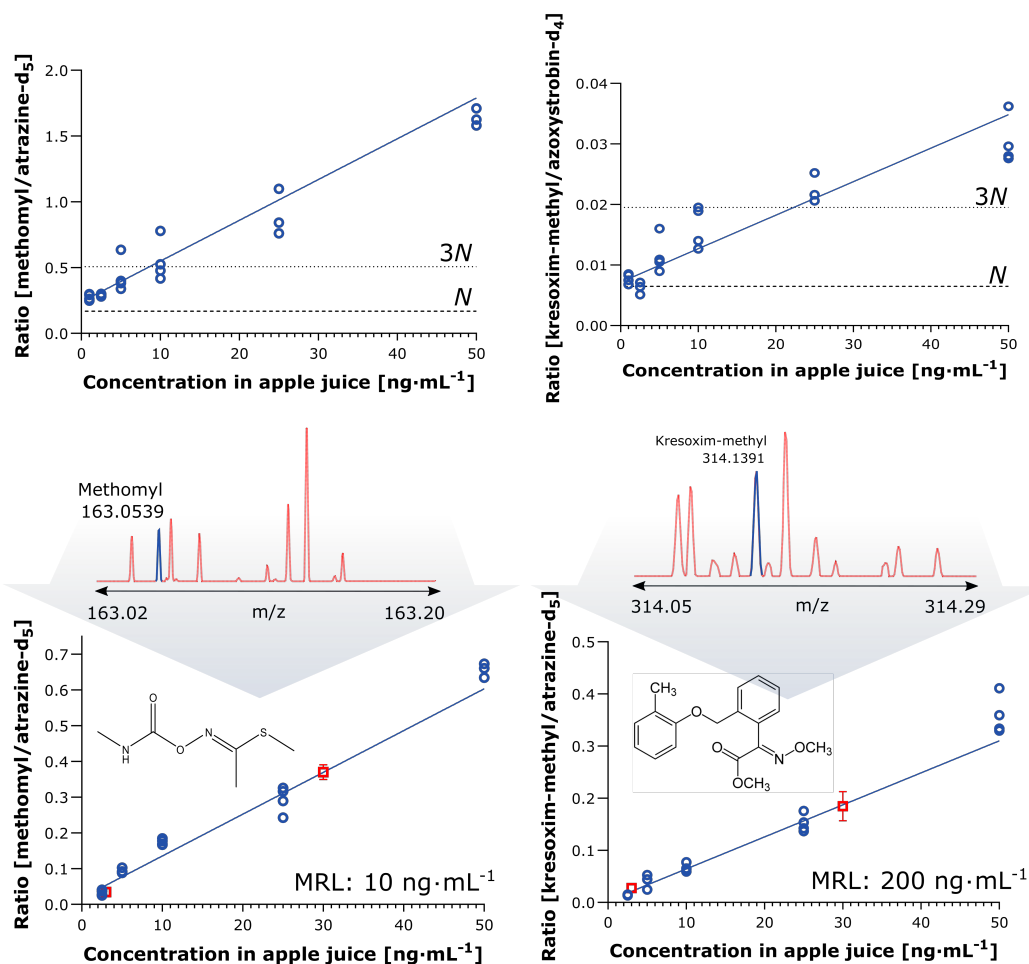 Ratio [methomyl/atrazine-d5]
2.0
1.5
1.0
0.5
0.0
3N
N
0 10 20 30 40 50
Concentration in apple juice [ng·mL-1]
Ratio [kresoxim-methyl/azoxystrobin-d4]
0.04
0.03
0.02
0.01
0.00
3N
N
0 10 20 30 40 50
Concentration in apple juice [ng·mL-1]
Methomyl
163.0539
163.02 m/z 163.20
Kresoxim-methyl
314.1391
314.05 m/z 314.29
Ratio [methomyl/atrazine-d5]
0.7
0.6
0.5
0.4
0.3
0.2
0.1
0.0
O
N
H
O
N
S
MRL: 10 ng·mL-1
0 10 20 30 40 50
Concentration in apple juice [ng·mL-1]
Ratio [kresoxim-methyl/atrazine-d5]
0.5
0.4
0.3
0.2
0.1
0.0
CH3
O
O
N
O
CH3
O
CH3
MRL: 200 ng·mL-1
0 10 20 30 40 50
Concentration in apple juice [ng·mL-1]